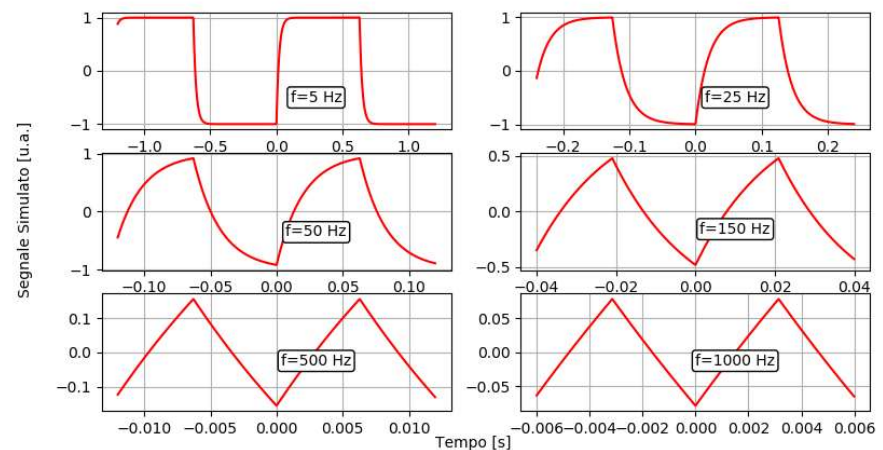 Segnale Simulato [u.a.]
1
0
−1
f=5 Hz
−1.0 −0.5 0.0 0.5 1.0
1
0
−1
f=25 Hz
−0.2 −0.1 0.0 0.1 0.2
1
0
−1
f=50 Hz
−0.10 −0.05 0.00 0.05 0.10
0.5
0.0
−0.5
f=150 Hz
−0.04 −0.02 0.00 0.02 0.04
0.1
0.0
−0.1
f=500 Hz
−0.010 −0.005 0.000 0.005 0.010
0.05
0.00
−0.05
f=1000 Hz
−0.006 −0.004 −0.002 0.000 0.002 0.004 0.006
Tempo [s]